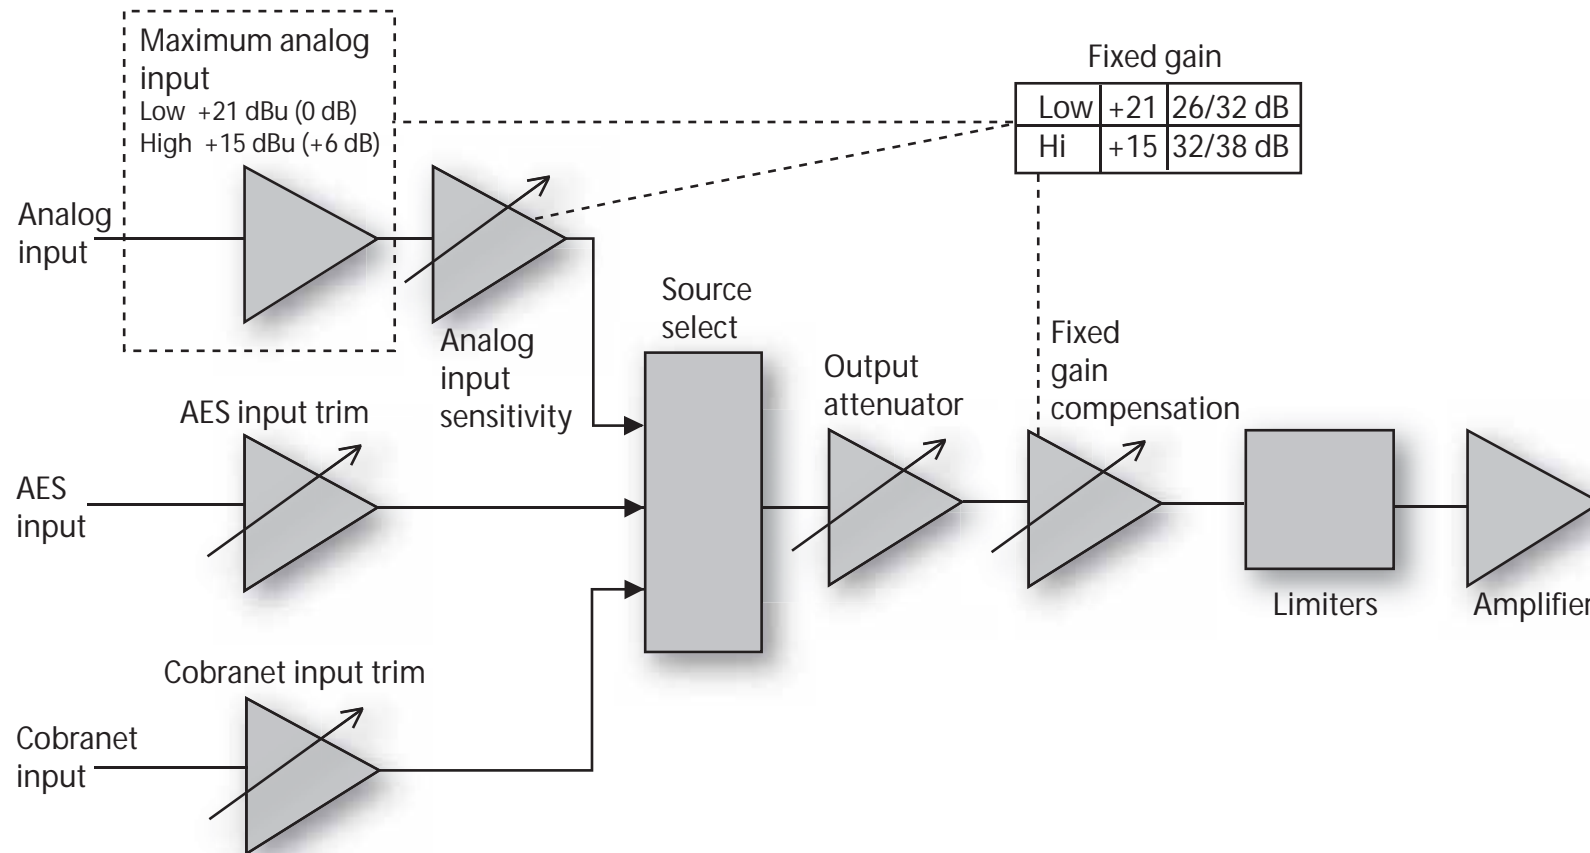 Maximum analog
input
Low +21 dBu (0 dB)
High +15 dBu (+6 dB)
Fixed gain
Low +21 26/32 dB
Hi +15 32/38 dB
Analog
input
Analog
input
sensitivity
Source
select
Output
attenuator
Fixed
gain
compensation
AES input trim
AES
input
Limiters
Amplifier
Cobranet input trim
Cobranet
input